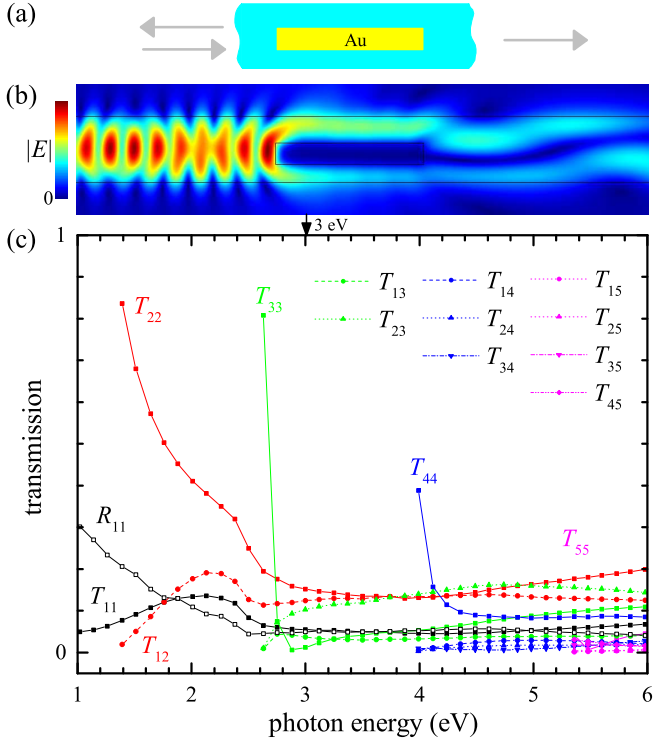 (a)
Au
(b)
|E|
0
3 eV
(c)
1
T13 T14 T15
T22 T33
T23 T24 T25
T34 T35
T45
transmission
T44
R11
T55
T11
T12
0
1 2 3 4 5 6
photon energy (eV)